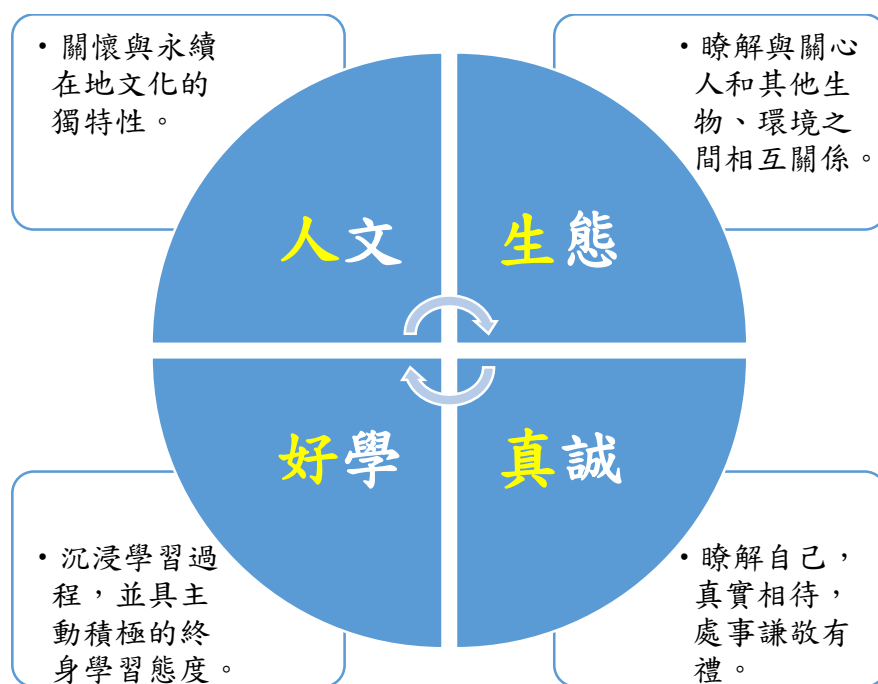 • 關懷與永續
在地文化的
獨特性。
• 瞭解與關心
人和其他生
物、環境之
間相互關係。
人文
生態
好學
真誠
• 沉浸學習過
程,並具主
動積極的終
身學習態度。
• 瞭解自己,
真實相待,
處事謙敬有
禮。